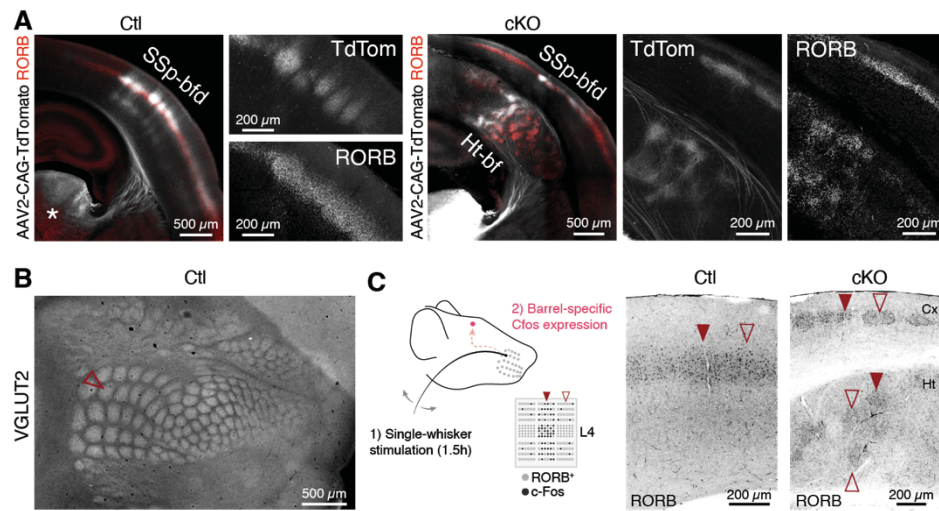 A
Ctl
cKO
AAV2-CAG-TdTomato RORB
SSp-bfd
*
500 µm
TdTom
200 µm
RORB
200 µm
AAV2-CAG-TdTomato RORB
SSp-bfd
Ht-bf
500 µm
TdTom
200 µm
RORB
200 µm
B
Ctl
VGLUT2
500 µm
C
2) Barrel-specific
Cfos expression
1) Single-whisker
stimulation (1.5h)
L4
RORB⁺
c-Fos
Ctl
RORB
200 µm
cKO
Cx
Ht
RORB
200 µm